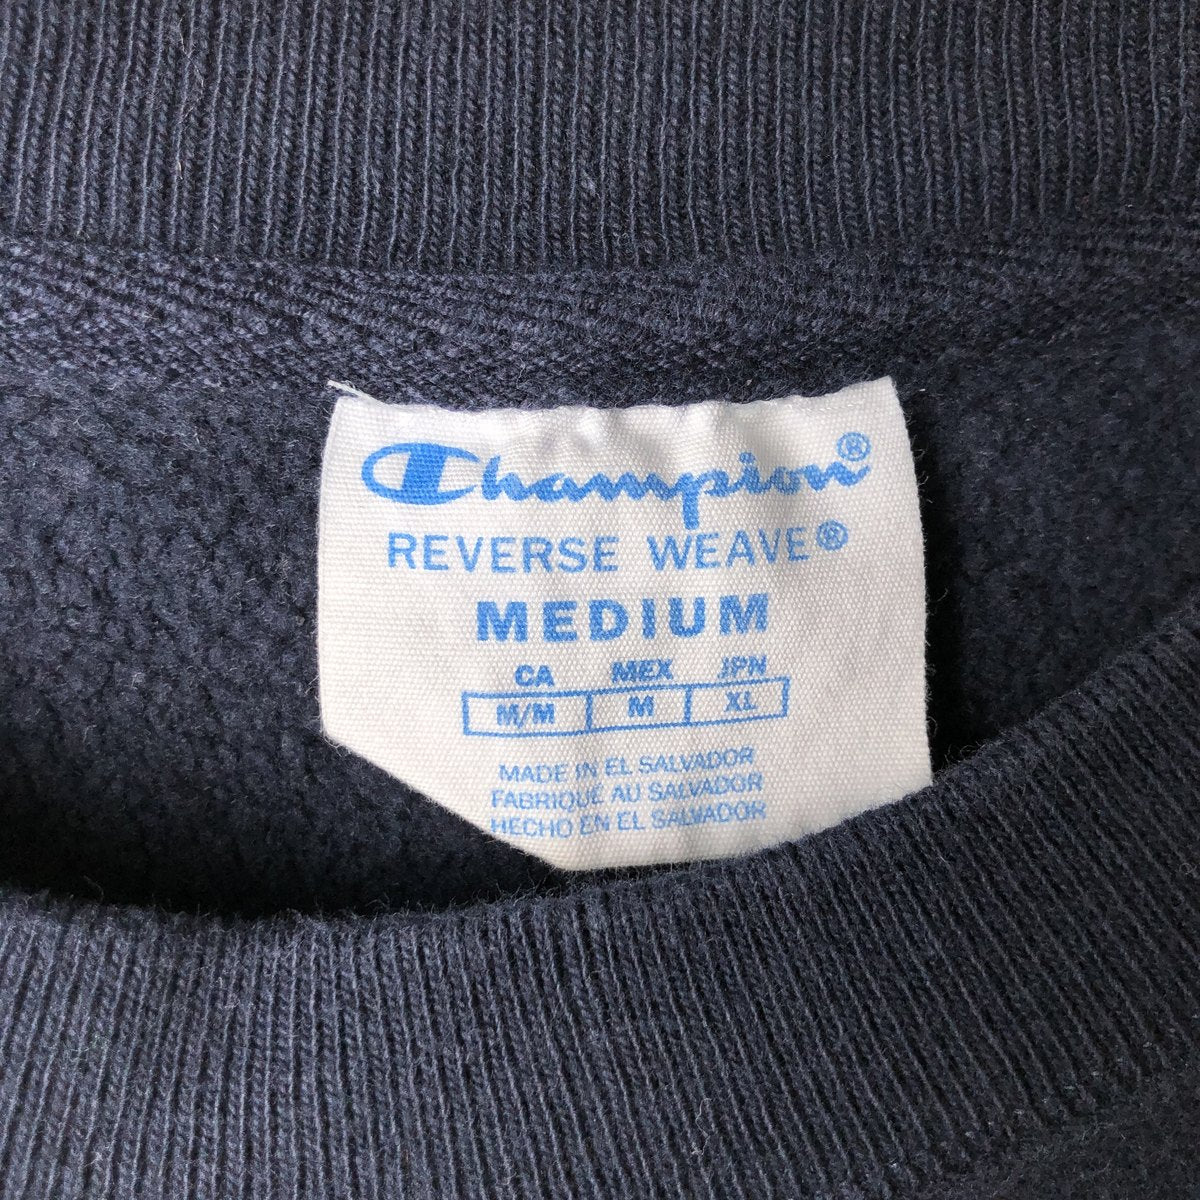 Champion®
REVERSE WEAVE®
MEDIUM
CA MEX JPN
M/M M XL
MADE IN EL SALVADOR
FABRIQUÉ AU SALVADOR
HECHO EN EL SALVADOR